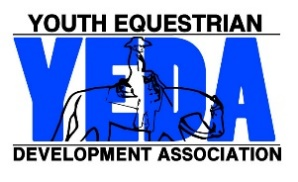 YOUTH EQUESTRIAN
YEDA
DEVELOPMENT ASSOCIATION